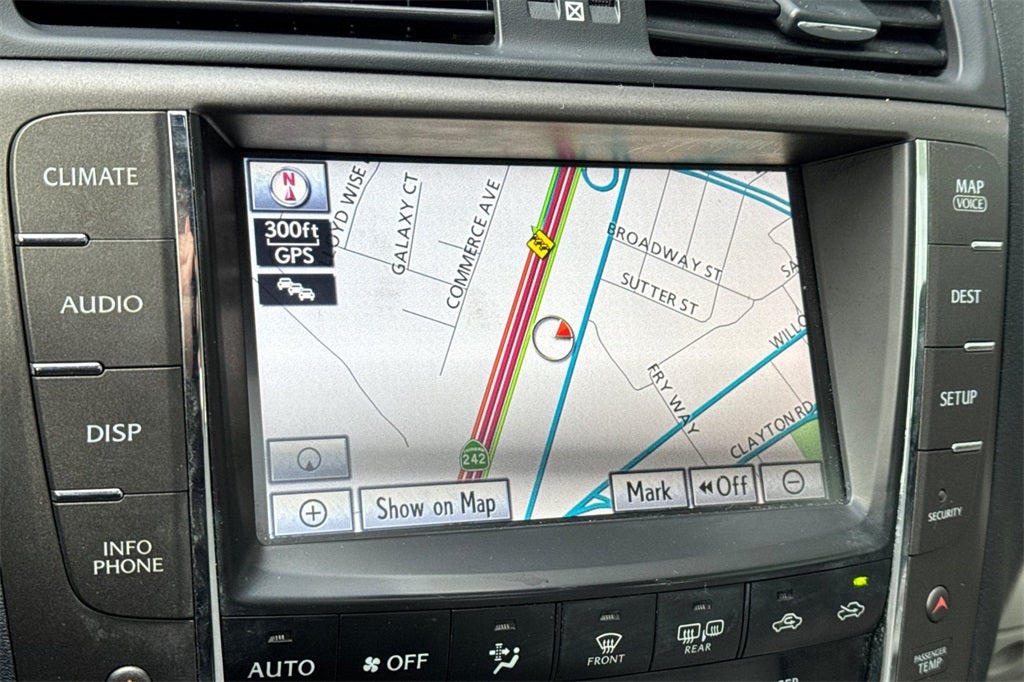 CLIMATE
AUDIO
DISP
INFO
PHONE
N
300ft
GPS
WISE
GALAXY CT
COMMERCE AVE
BROADWAY ST
SUTTER ST
FRY WAY
CLAYTON RD
242
Show on Map
Mark
Off
MAP
VOICE
DEST
SETUP
SECURITY
PASSENGER
TEMP
AUTO
OFF
FRONT
REAR